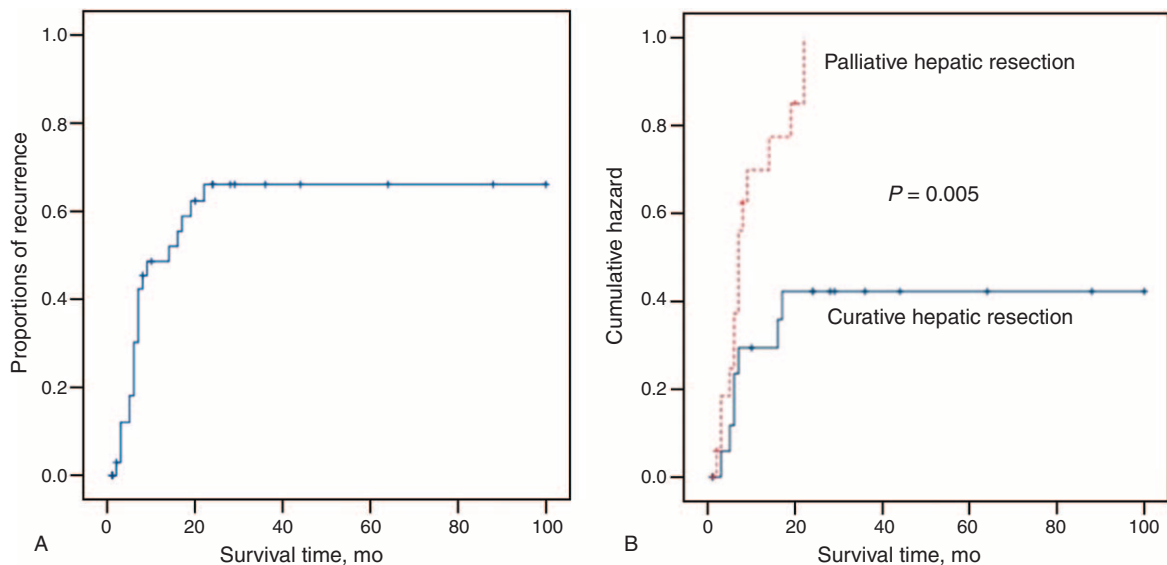 Proportions of recurrence
1.0
0.8
0.6
0.4
0.2
0.0
0 20 40 60 80 100
Survival time, mo
A
Cumulative hazard
1.0
0.8
0.6
0.4
0.2
0.0
Palliative hepatic resection
P = 0.005
Curative hepatic resection
0 20 40 60 80 100
Survival time, mo
B